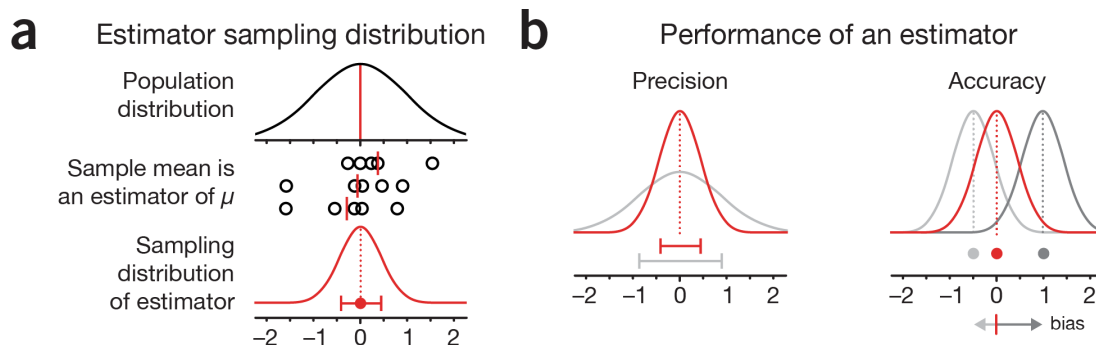 a
Estimator sampling distribution
Population
distribution
Sample mean is
an estimator of μ
Sampling
distribution
of estimator
−2 −1 0 1 2
b
Performance of an estimator
Precision
Accuracy
−2 −1 0 1 2
−2 −1 0 1 2
bias